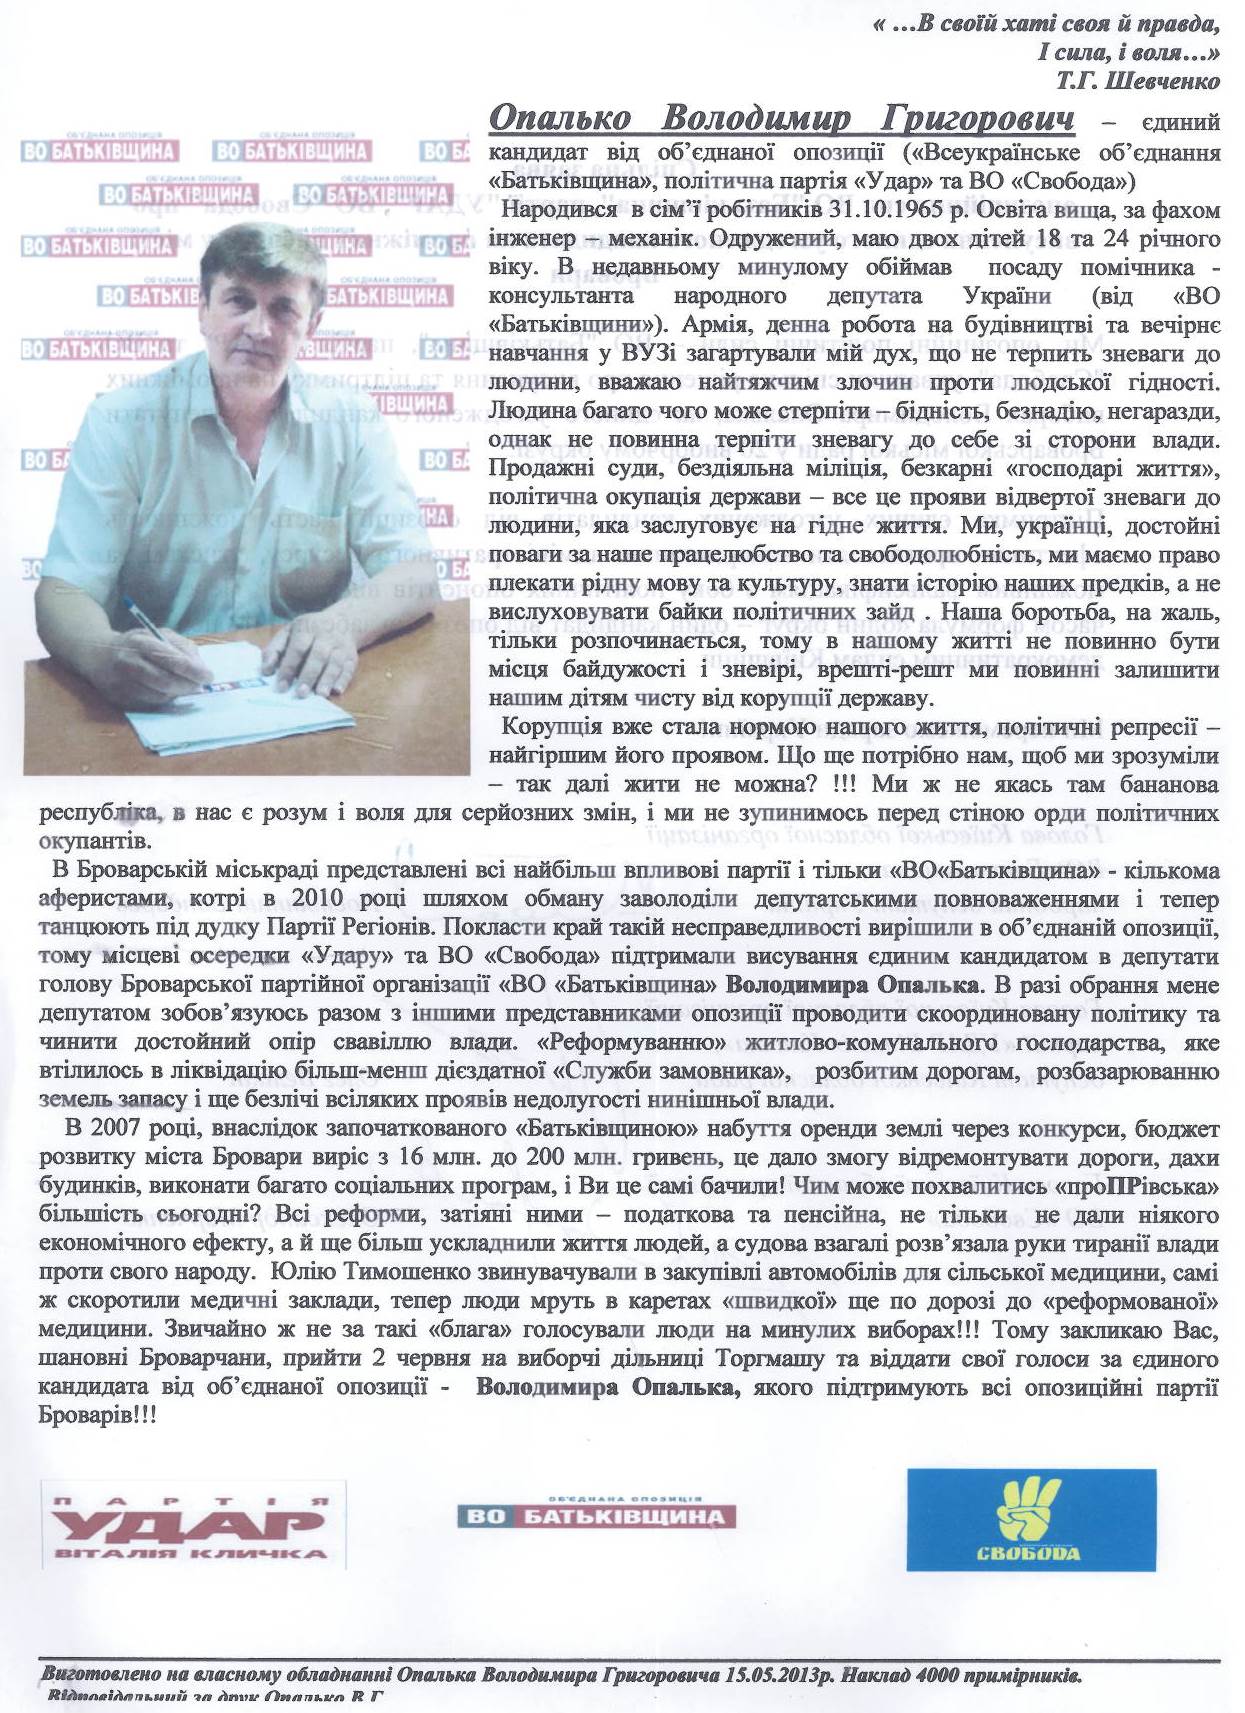 « …В своїй хаті своя й правда,
І сила, і воля…»
Т.Г. Шевченко
Опалько Володимир Григорович – єдиний
кандидат від об’єднаної опозиції («Всеукраїнське об’єднання
«Батьківщина», політична партія «Удар» та ВО «Свобода»)
Народився в сім’ї робітників 31.10.1965 р. Освіта вища, за фахом
інженер – механік. Одружений, маю двох дітей 18 та 24 річного
віку. В недавньому минулому обіймав посаду помічника -
консультанта народного депутата України (від «ВО
«Батьківщини»). Армія, денна робота на будівництві та вечірнє
навчання у ВУЗі загартували мій дух, що не терпить зневаги до
людини, вважаю найтяжчим злочин проти людської гідності.
Людина багато чого може стерпіти – бідність, безнадію, негаразди,
однак не повинна терпіти зневагу до себе зі сторони влади.
Продажні суди, бездіяльна міліція, безкарні «господарі життя»,
політична окупація держави – все це прояви відвертої зневаги до
людини, яка заслуговує на гідне життя. Ми, українці, достойні
поваги за наше працелюбство та свободолюбність, ми маємо право
плекати рідну мову та культуру, знати історію наших предків, а не
вислуховувати байки політичних зайд . Наша боротьба, на жаль,
тільки розпочинається, тому в нашому житті не повинно бути
місця байдужості і зневірі, врешті-решт ми повинні залишити
нашим дітям чисту від корупції державу.
Корупція вже стала нормою нашого життя, політичні репресії –
найгіршим його проявом. Що ще потрібно нам, щоб ми зрозуміли
– так далі жити не можна? !!! Ми ж не якась там бананова
республіка, в нас є розум і воля для серйозних змін, і ми не зупинимось перед стіною орди політичних
окупантів.
В Броварській міськраді представлені всі найбільш впливові партії і тільки «ВО«Батьківщина» - кількома
аферистами, котрі в 2010 році шляхом обману заволоділи депутатськими повноваженнями і тепер
танцюють під дудку Партії Регіонів. Покласти край такій несправедливості вирішили в об’єднаній опозиції,
тому місцеві осередки «Удару» та ВО «Свобода» підтримали висування єдиним кандидатом в депутати
голову Броварської партійної організації «ВО «Батьківщина» Володимира Опалька. В разі обрання мене
депутатом зобов’язуюсь разом з іншими представниками опозиції проводити скоординовану політику та
чинити достойний опір свавіллю влади. «Реформуванню» житлово-комунального господарства, яке
втілилось в ліквідацію більш-менш дієздатної «Служби замовника», розбитим дорогам, розбазарюванню
земель запасу і ще безлічі всіляких проявів недолугості нинішньої влади.
В 2007 році, внаслідок започаткованого «Батьківщиною» набуття оренди землі через конкурси, бюджет
розвитку міста Бровари виріс з 16 млн. до 200 млн. гривень, це дало змогу відремонтувати дороги, дахи
будинків, виконати багато соціальних програм, і Ви це самі бачили! Чим може похвалитись «проПРівська»
більшість сьогодні? Всі реформи, затіяні ними – податкова та пенсійна, не тільки не дали ніякого
економічного ефекту, а й ще більш ускладнили життя людей, а судова взагалі розв’язала руки тиранії влади
проти свого народу. Юлію Тимошенко звинувачували в закупівлі автомобілів для сільської медицини, самі
ж скоротили медичні заклади, тепер люди мруть в каретах «швидкої» ще по дорозі до «реформованої»
медицини. Звичайно ж не за такі «блага» голосували люди на минулих виборах!!! Тому закликаю Вас,
шановні Броварчани, прийти 2 червня на виборчі дільниці Торгмашу та віддати свої голоси за єдиного
кандидата від об’єднаної опозиції - Володимира Опалька, якого підтримують всі опозиційні партії
Броварів!!!
ПАРТІЯ
УДАР
ВІТАЛІЯ КЛИЧКА
ОБ'ЄДНАНА ОПОЗИЦІЯ
ВО БАТЬКІВЩИНА
СВОБОДА
Виготовлено на власному обладнанні Опалька Володимира Григоровича 15.05.2013р. Наклад 4000 примірників.
Відповідальний за друк Опалько В.Г.